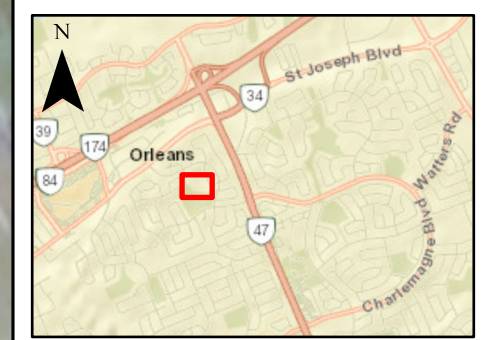 N
St Joseph Blvd
34
39
174
Orleans
84
47
Watters Rd
Charlemagne Blvd